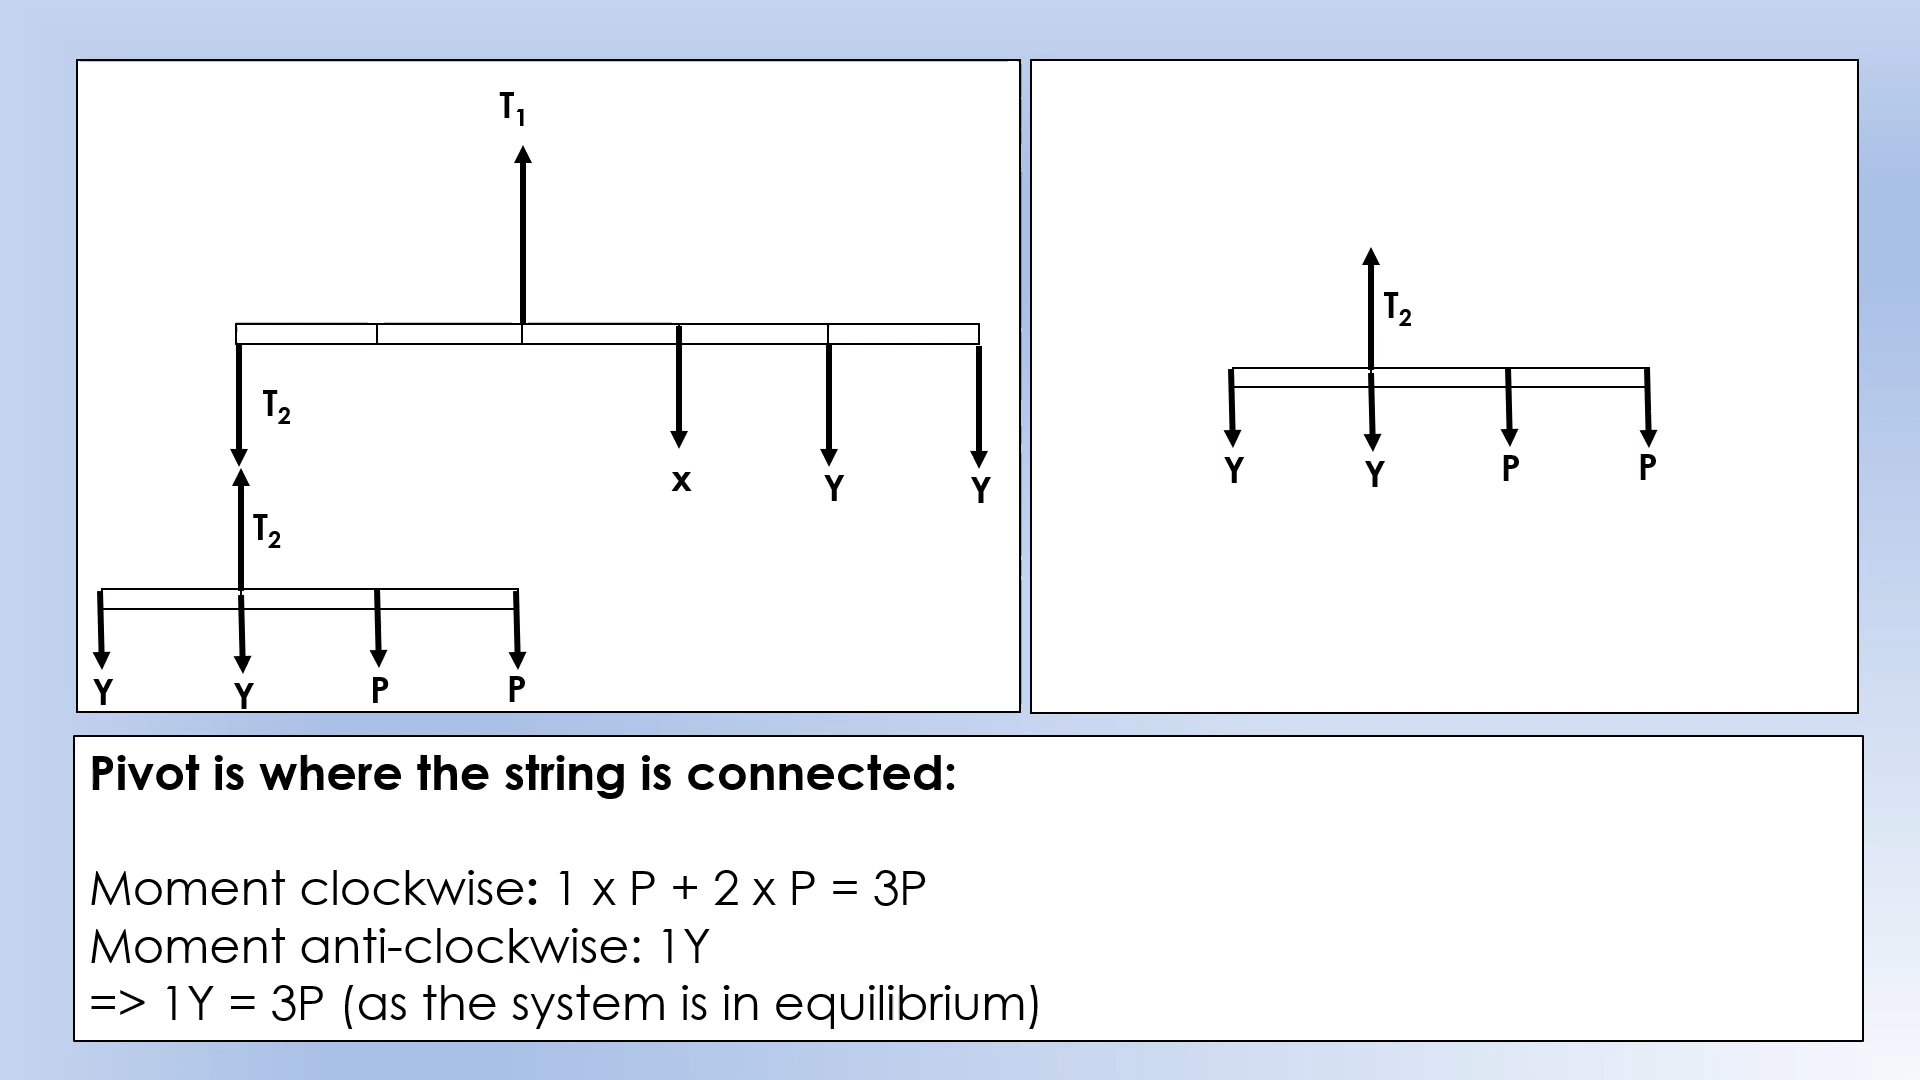 T₁
T₂
x
Y
Y
T₂
Y
Y
P
P
T₂
Y
Y
P
P
Pivot is where the string is connected:
Moment clockwise: 1 x P + 2 x P = 3P
Moment anti-clockwise: 1Y
=> 1Y = 3P (as the system is in equilibrium)